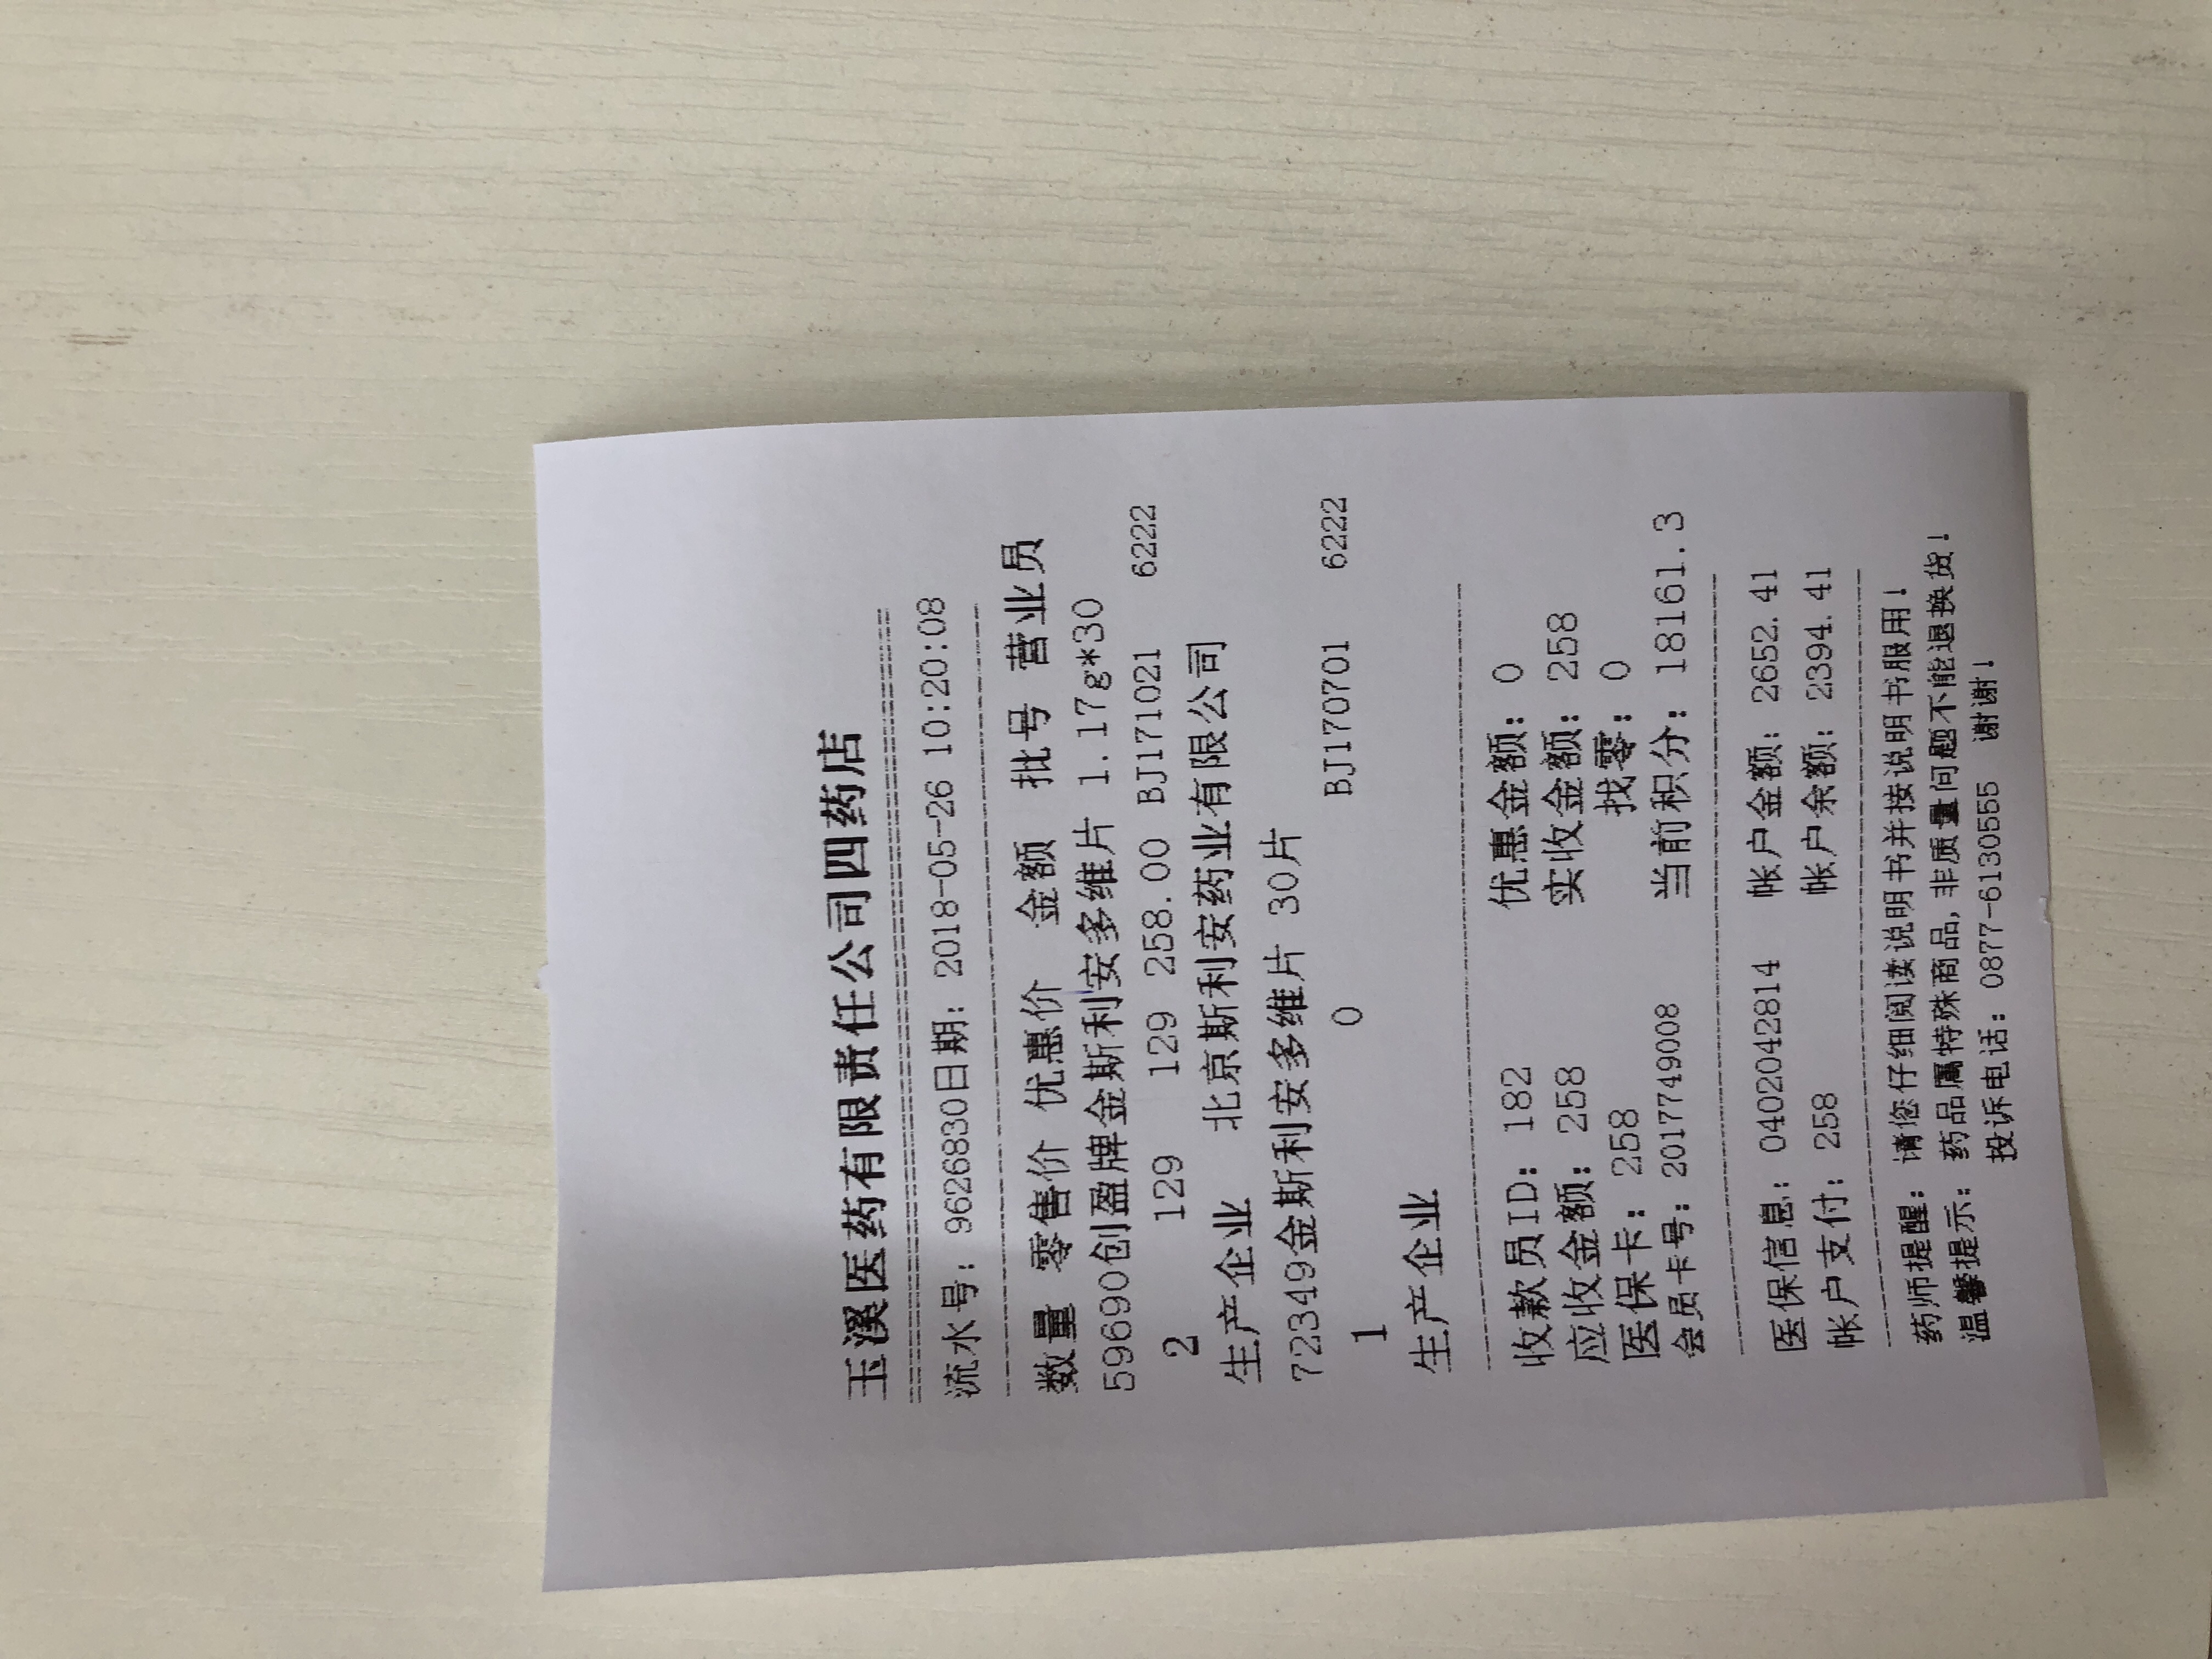 玉溪医药有限责任公司四药店
流水号: 96226830日期: 2018-05-26 10:20:08
数量 零售价 优惠价 金额 批号 营业员
59690创盈牌金斯利安多维片 1.17g*30
2 129 129 258.00 BJ171021 6222
生产企业 北京斯利安药业有限公司
72349金斯利安多维片 30片
1 0 BJ170701 6222
生产企业
收款员ID: 182 优惠金额: 0
应收金额: 258 实收金额: 258
医保卡: 258 找零: 0
会员卡号: 2017749008 当前积分: 18161.3
医保信息: 0402042814 帐户金额: 2652.41
帐户支付: 258 帐户余额: 2394.41
药师提醒: 请您仔细阅读说明书并按说明书服用!
温馨提示: 药品属特殊商品,非质量问题不能退换货!
投诉电话: 0877-6130555 谢谢!